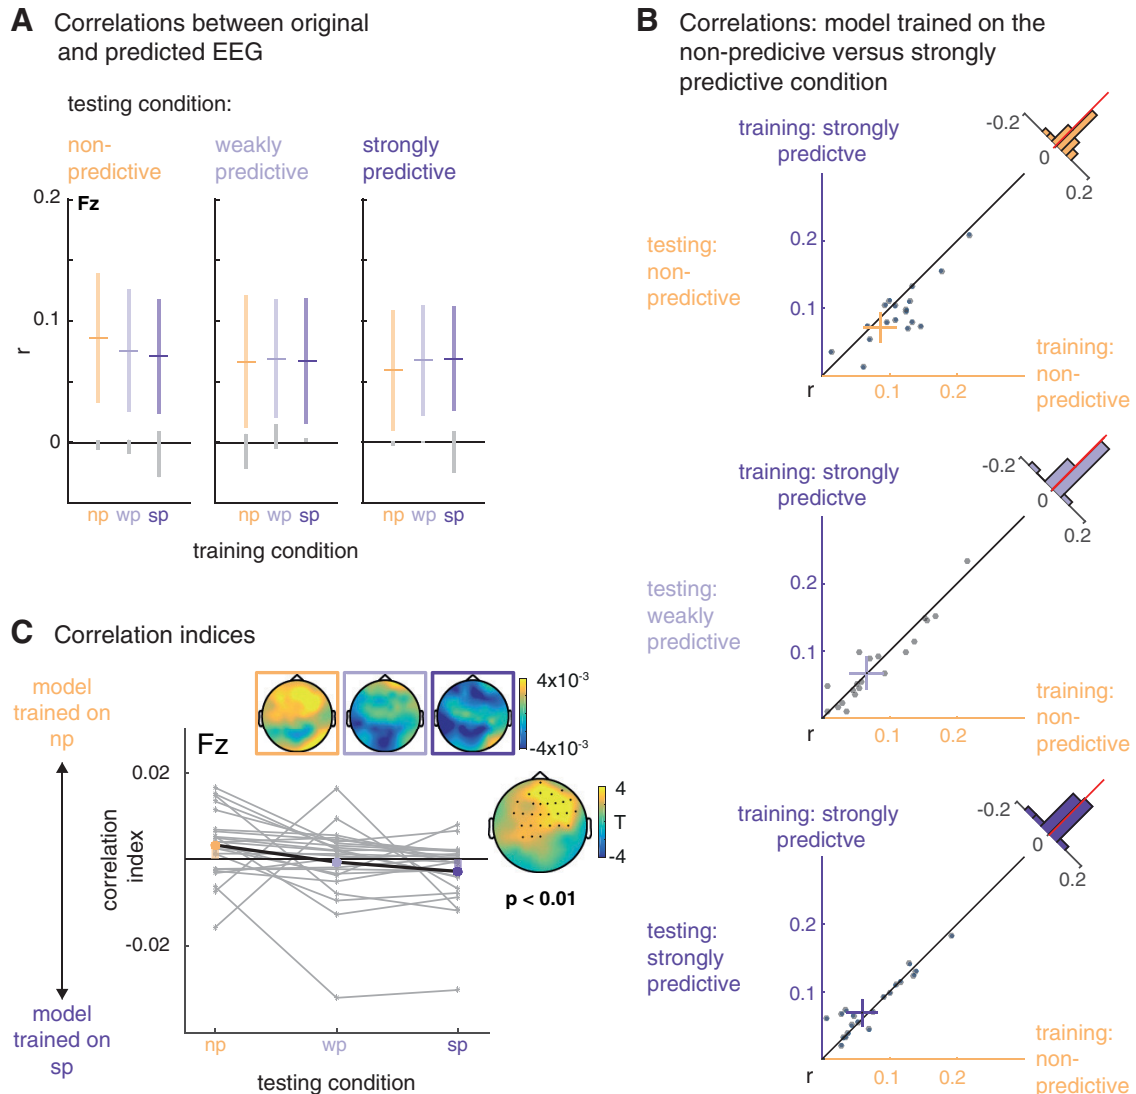 A Correlations between original
and predicted EEG
testing condition:
non-
predictive
weakly
predictive
strongly
predictive
0.2
Fz
0.1
r
0
np wp sp
np wp sp
np wp sp
training condition
B Correlations: model trained on the
non-predicive versus strongly
predictive condition
training: strongly
predictve
-0.2
0
0.2
testing:
non-
predictive
0.2
0.1
r
0.1
0.2
training:
non-
predictive
training: strongly
predictve
-0.2
0
0.2
testing:
weakly
predictive
0.2
0.1
r
0.1
0.2
training:
non-
predictive
training: strongly
predictve
-0.2
0
0.2
testing:
strongly
predictive
0.2
0.1
r
0.1
0.2
training:
non-
predictive
C Correlation indices
model
trained on
np
model
trained on
sp
4x10-3
-4x10-3
Fz
0.02
-0.02
correlation
index
4
T
-4
p < 0.01
np
wp
sp
testing condition